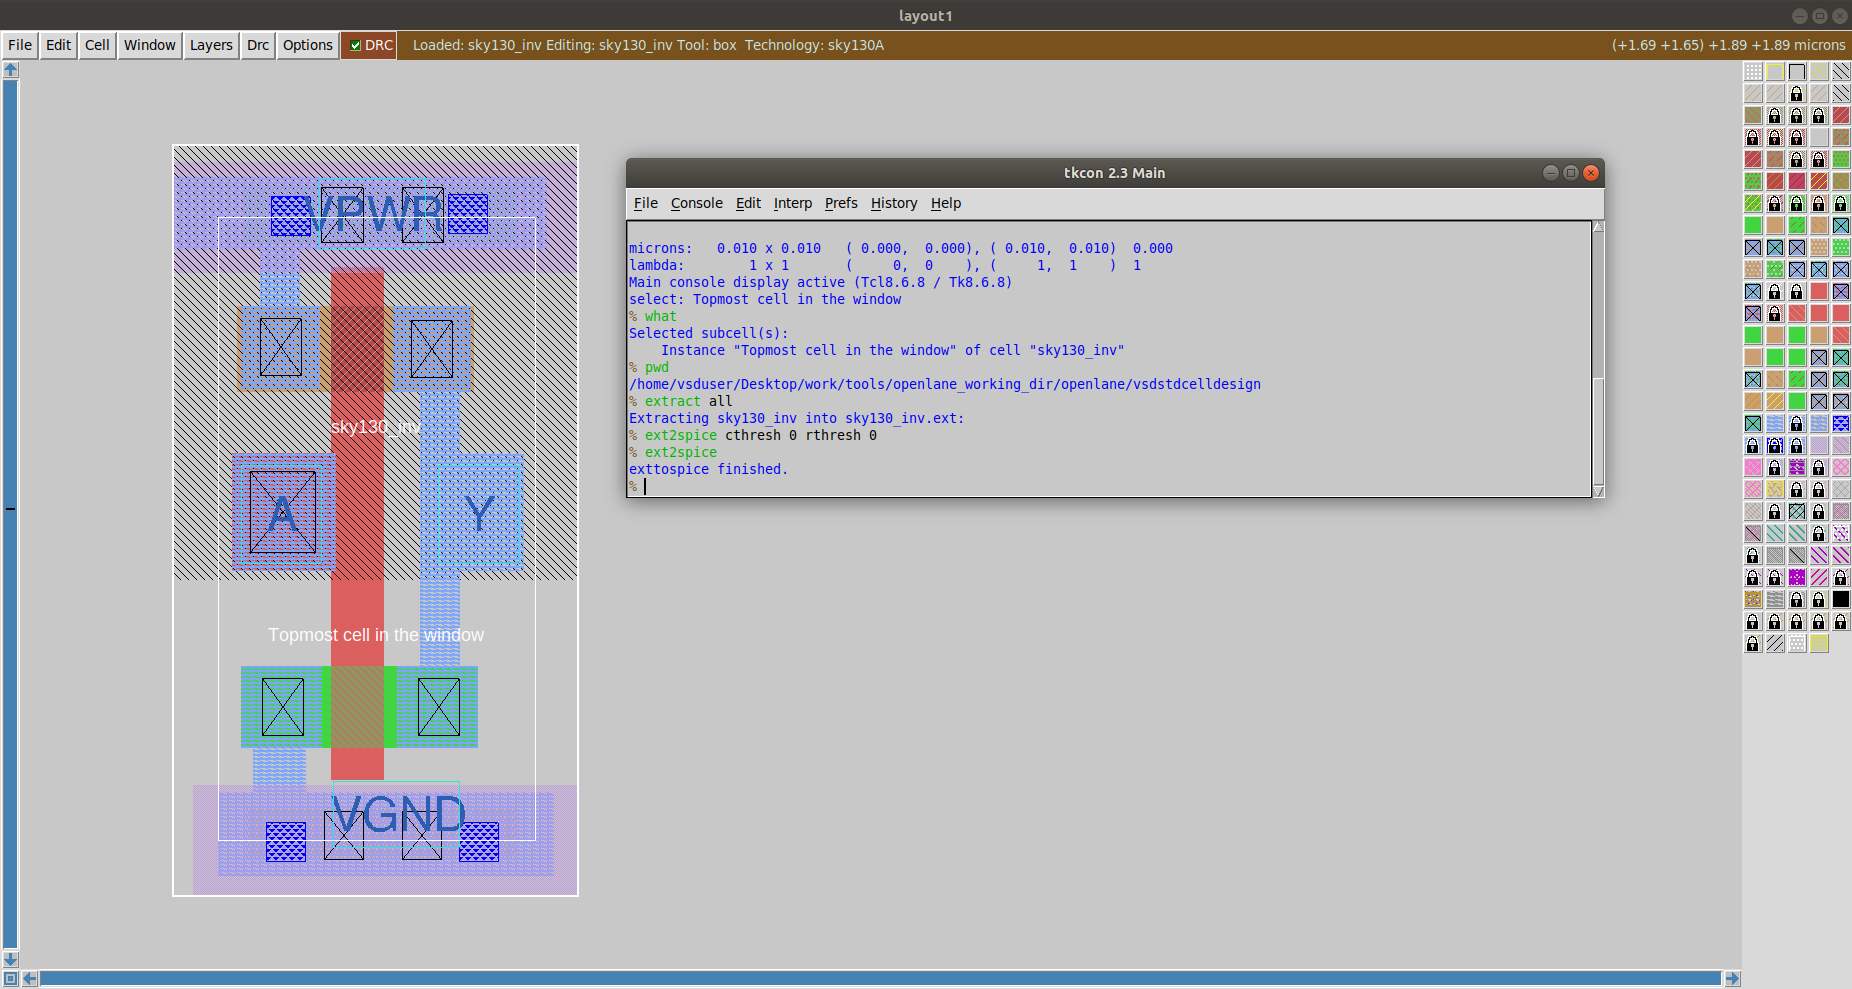 layout1
File Edit Cell Window Layers Drc Options DRC Loaded: sky130_inv Editing: sky130_inv Tool: box Technology: sky130A (+1.69 +1.65) +1.89 +1.89 microns
VPWR
sky130_inv
A Y
Topmost cell in the window
VGND
tkcon 2.3 Main
File Console Edit Interp Prefs History Help
microns: 0.010 x 0.010 ( 0.000, 0.000), ( 0.010, 0.010) 0.000
lambda: 1 x 1 ( 0, 0 ), ( 1, 1 ) 1
Main console display active (Tcl8.6.8 / Tk8.6.8)
select: Topmost cell in the window
% what
Selected subcell(s):
Instance "Topmost cell in the window" of cell "sky130_inv"
% pwd
/home/vsduser/Desktop/work/tools/openlane_working_dir/openlane/vsdstdcelldesign
% extract all
Extracting sky130_inv into sky130_inv.ext:
% ext2spice cthresh 0 rthresh 0
% ext2spice
exttospice finished.
%